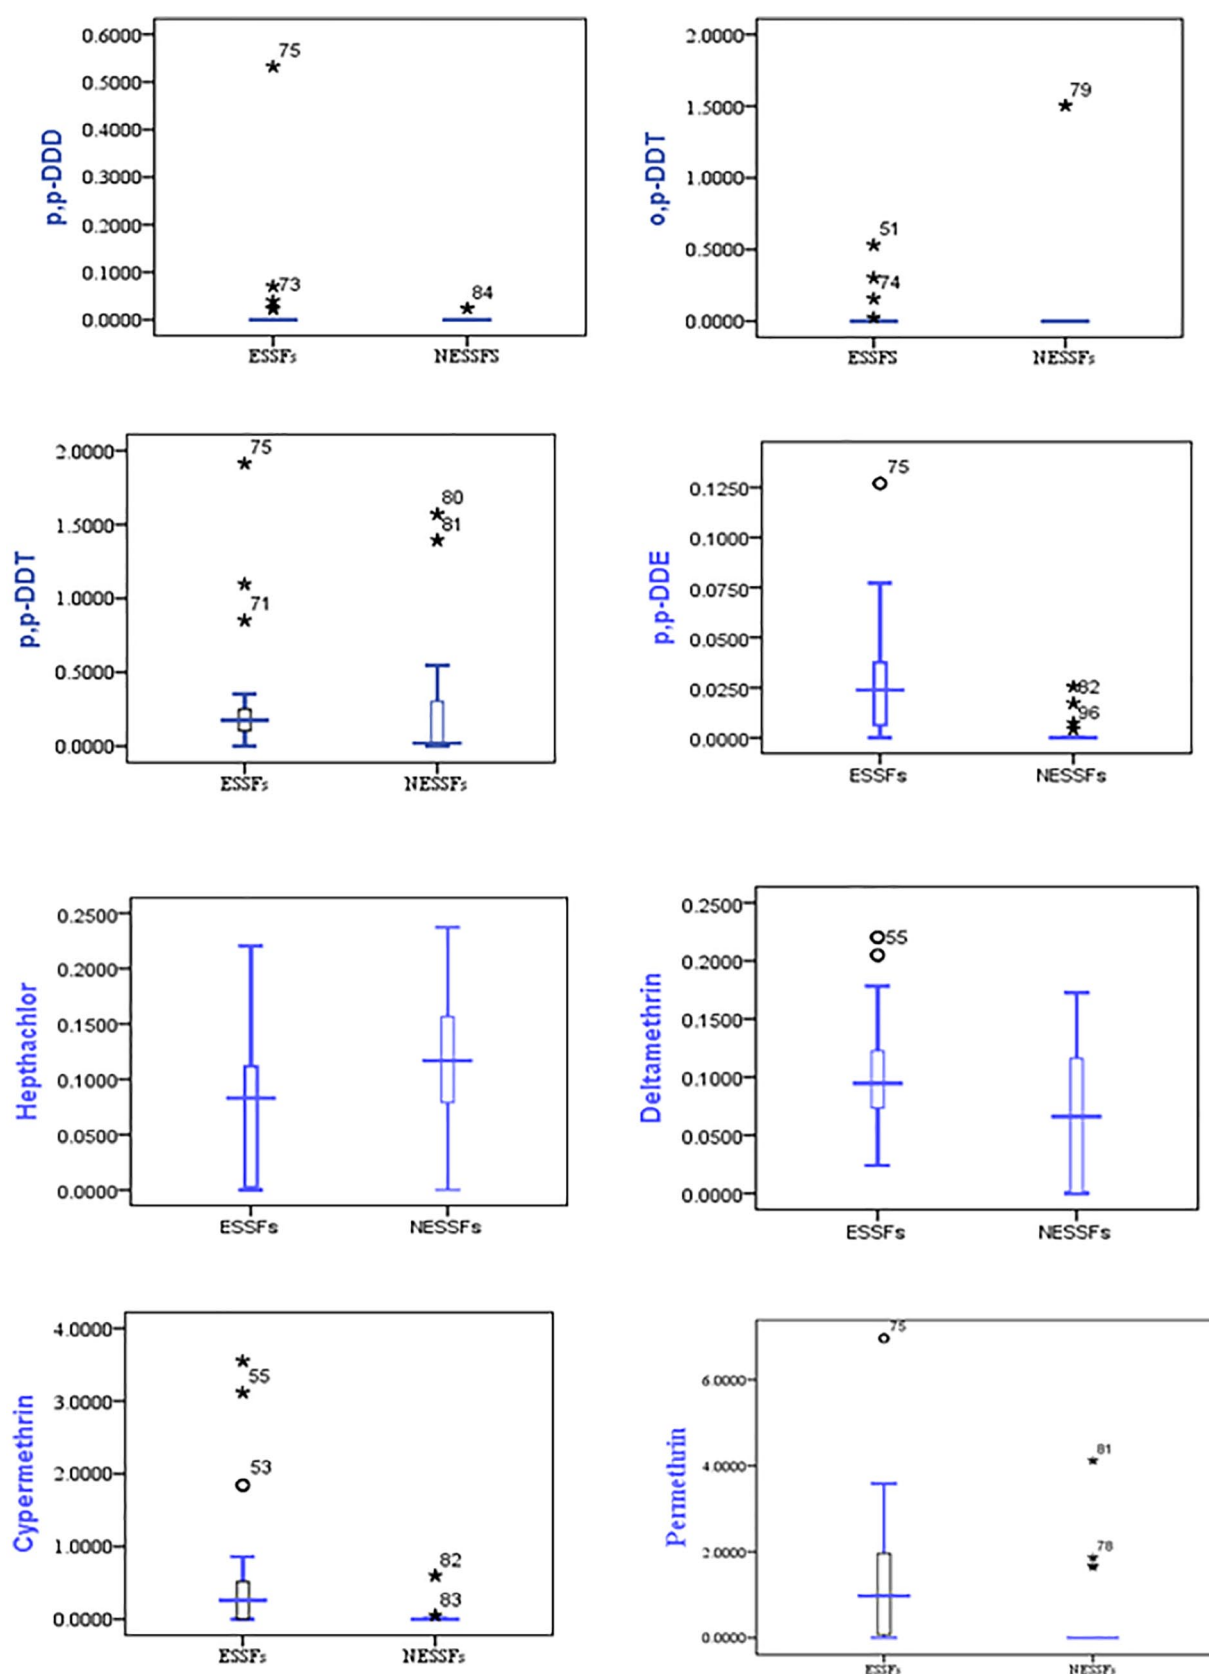 p,p-DDD
0.6000
0.5000
0.4000
0.3000
0.2000
0.1000
0.0000
75
73
84
ESSFs
NESSFS
o,p-DDT
2.0000
1.5000
1.0000
0.5000
0.0000
79
51
74
ESSFS
NESSFs
p,p-DDT
2.0000
1.5000
1.0000
0.5000
0.0000
75
71
80
81
ESSFs
NESSFs
p,p-DDE
0.1250
0.1000
0.0750
0.0500
0.0250
0.0000
75
82
96
ESSFs
NESSFs
Hepthachlor
0.2500
0.2000
0.1500
0.1000
0.0500
0.0000
ESSFs
NESSFs
Deltamethrin
0.2500
0.2000
0.1500
0.1000
0.0500
0.0000
55
ESSFs
NESSFs
Cypermethrin
4.0000
3.0000
2.0000
1.0000
0.0000
55
53
82
83
ESSFs
NESSFs
Permethrin
6.0000
4.0000
2.0000
0.0000
75
81
78
ESSFs
NESSFs